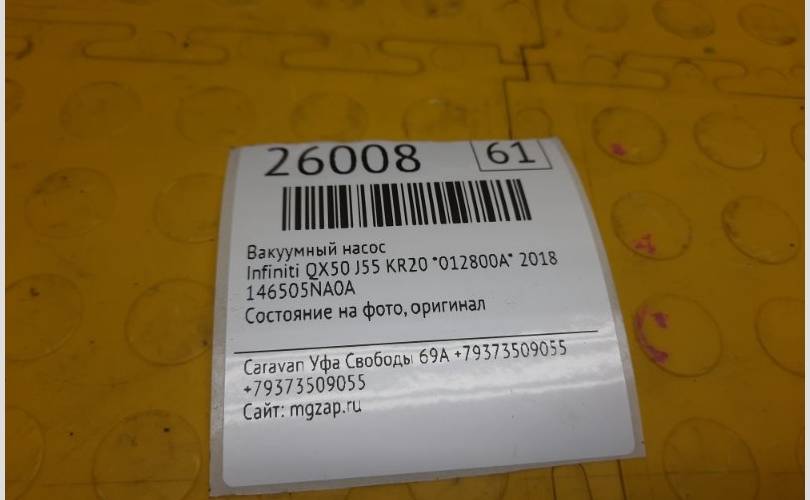 26008 61
Вакуумный насос
Infiniti QX50 J55 KR20 *012800A* 2018
146505NA0A
Состояние на фото, оригинал
Caravan Уфа Свободы 69А +79373509055
+79373509055
Сайт: mgzap.ru